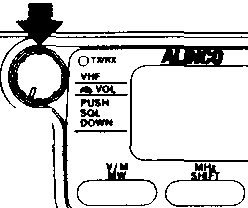 TX/RX
ALINCO
VHF
VOL
PUSH
SQL
DOWN
V/M
MW
MHz
SHIFT